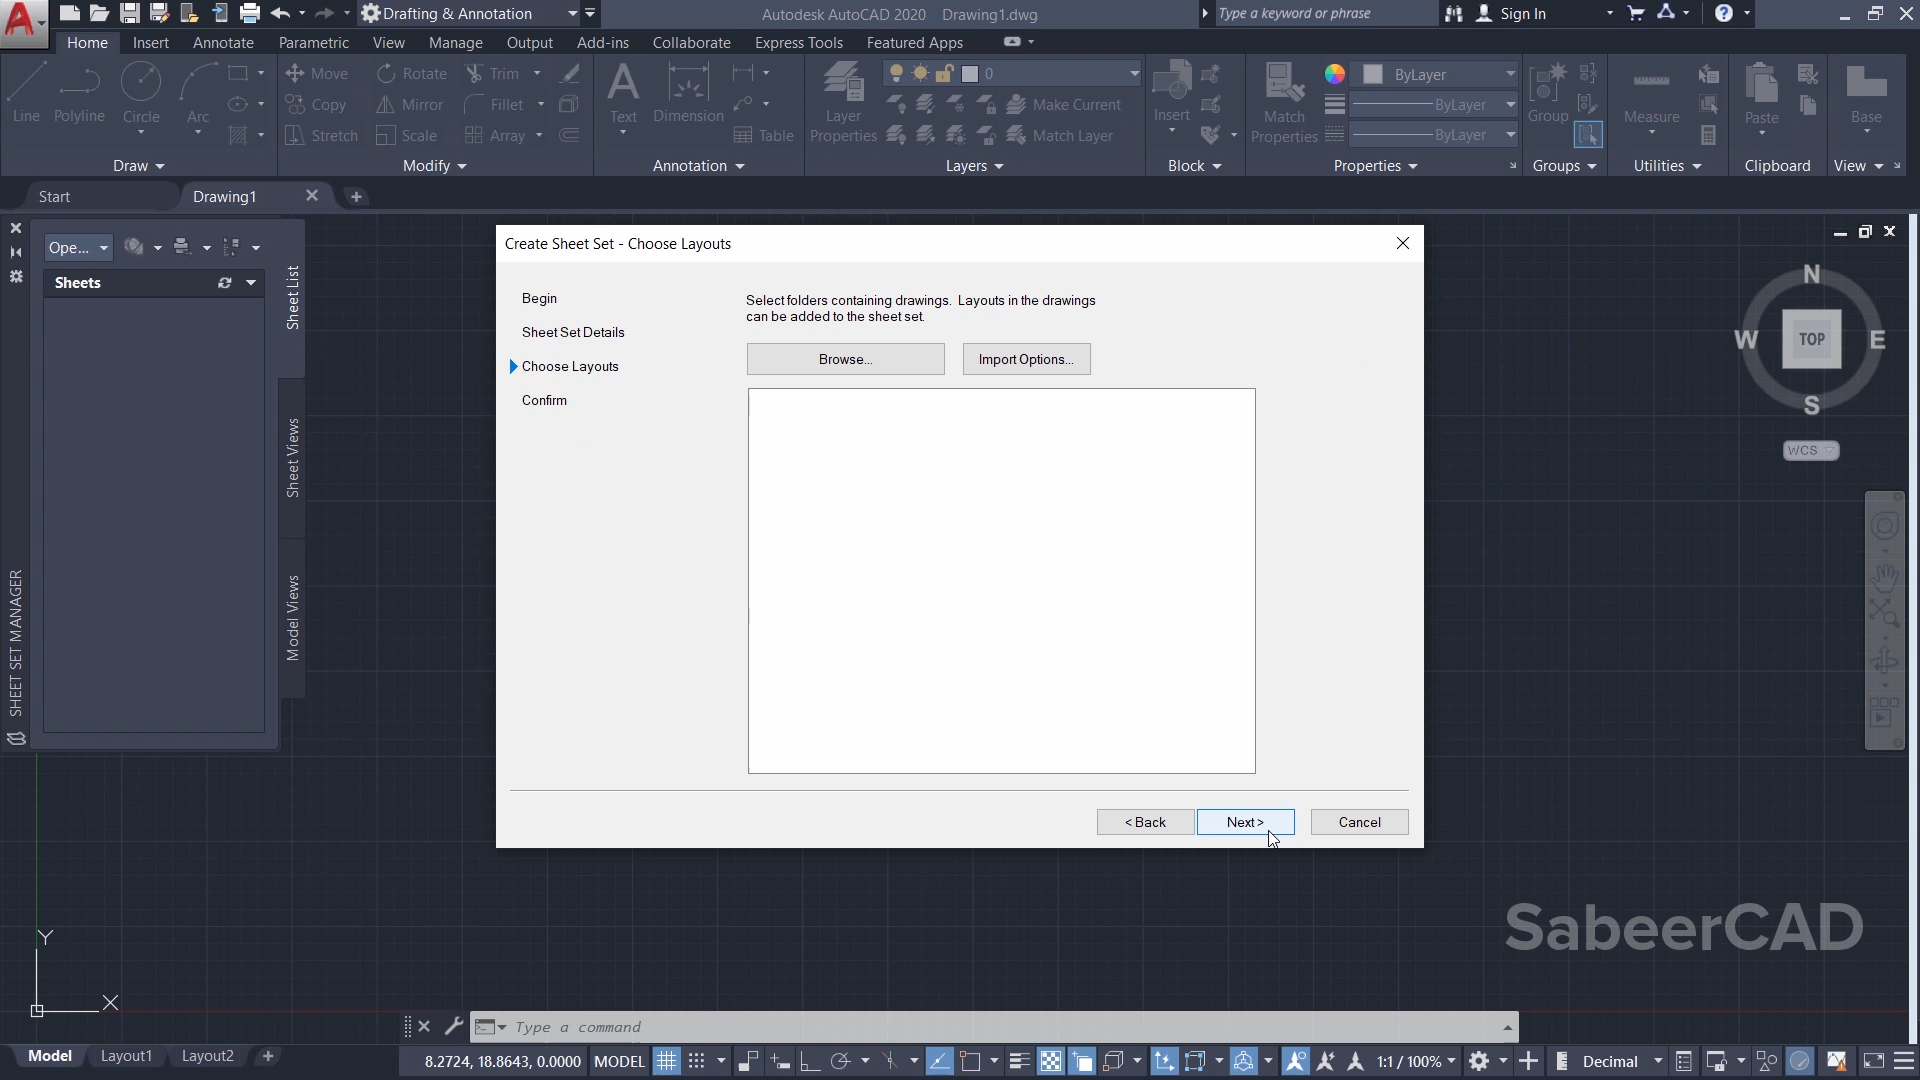 Drafting & Annotation
Autodesk AutoCAD 2020 Drawing1.dwg
Type a keyword or phrase
Sign In
Home Insert Annotate Parametric View Manage Output Add-ins Collaborate Express Tools Featured Apps
Line
Polyline
Circle
Arc
Move
Rotate
Trim
Copy
Mirror
Fillet
Stretch
Scale
Array
Text
Dimension
Table
Layer
Properties
0
Make Current
Match Layer
Insert
Match
Properties
ByLayer
ByLayer
ByLayer
Group
Measure
Paste
Base
Draw
Modify
Annotation
Layers
Block
Properties
Groups
Utilities
Clipboard
View
Start
Drawing1
Ope...
Sheets
Sheet List
Sheet Views
Model Views
SHEET SET MANAGER
Create Sheet Set - Choose Layouts
Begin
Sheet Set Details
Choose Layouts
Confirm
Select folders containing drawings. Layouts in the drawings
can be added to the sheet set.
Browse...
Import Options...
< Back
Next >
Cancel
N
W
TOP
E
S
WCS
SabeerCAD
Y
X
Type a command
Model
Layout1
Layout2
8.2724, 18.8643, 0.0000
MODEL
1:1 / 100%
Decimal